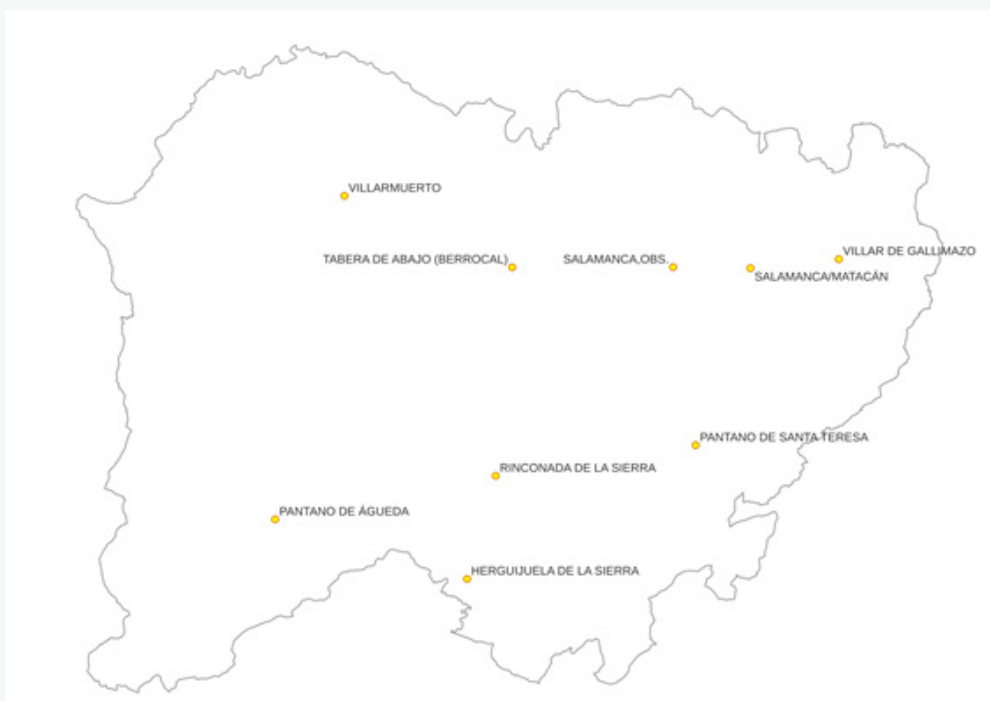 VILLARMUERTO
VILLAR DE GALLIMAZO
TABERA DE ABAJO (BERROCAL)
SALAMANCA,OBS.
SALAMANCA/MATACÁN
PANTANO DE SANTA TERESA
RINCONADA DE LA SIERRA
PANTANO DE ÁGUEDA
HERGUIJUELA DE LA SIERRA